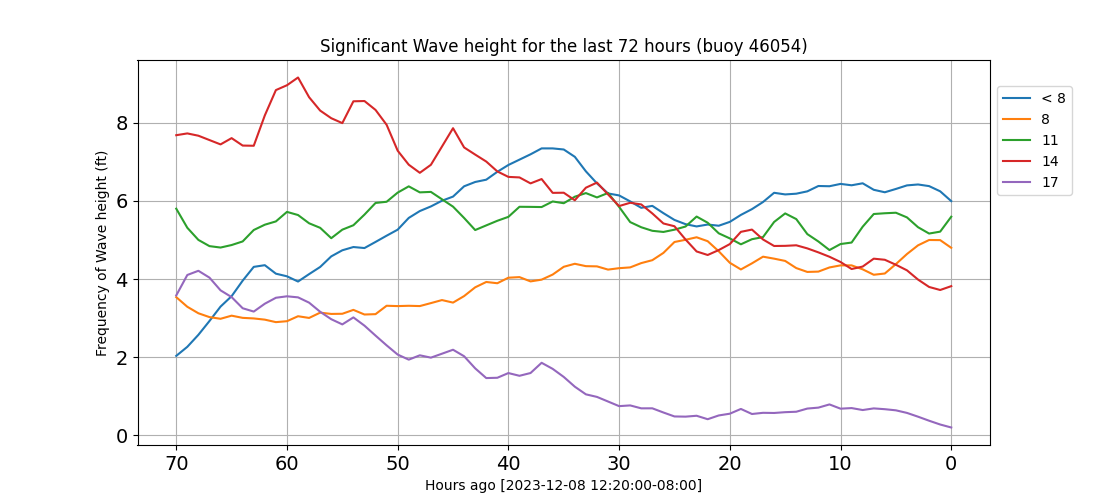 Significant Wave height for the last 72 hours (buoy 46054)
Frequency of Wave height (ft)
8
6
4
2
0
70 60 50 40 30 20 10 0
Hours ago [2023-12-08 12:20:00-08:00]
< 8
8
11
14
17